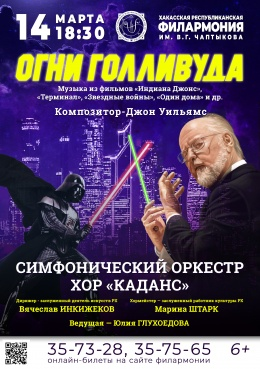 14 МАРТА
18:30
ХАКАССКАЯ РЕСПУБЛИКАНСКАЯ
ФИЛАРМОНИЯ
ИМ. В.Г. ЧАПТЫКОВА
ОГНИ ГОЛЛИВУДА
Музыка из фильмов "Индиана Джонс",
"Терминал", "Звездные войны", "Один дома" и др.
Композитор-Джон Уильямс
СИМФОНИЧЕСКИЙ ОРКЕСТР
ХОР «КАДАНС»
Дирижер - заслуженный деятель искусств РХ
Вячеслав ИНКИЖЕКОВ
Хормейстер — заслуженный работник культуры РХ
Марина ШТАРК
Ведущая — Юлия ГЛУХОЕДОВА
35-73-28, 35-75-65
6+
онлайн-билеты на сайте филармонии